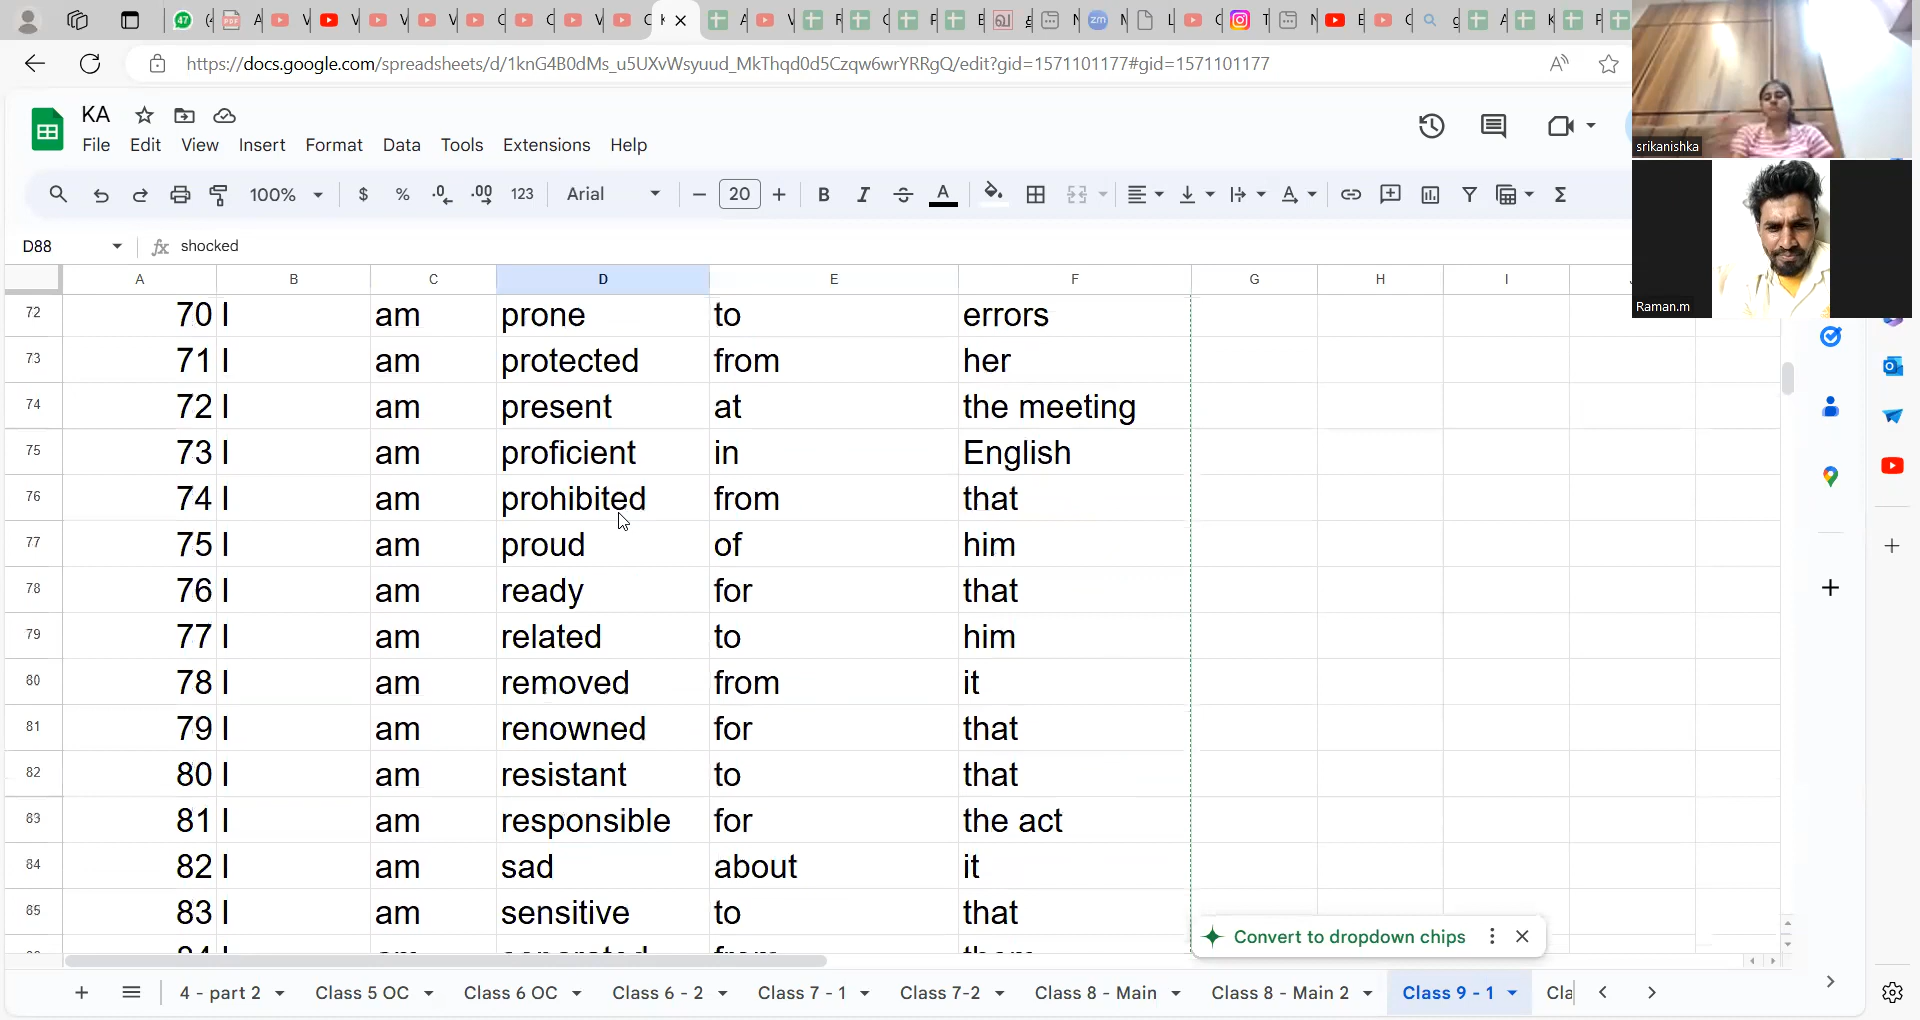 https://docs.google.com/spreadsheets/d/1knG4B0dMs_u5UXvWsyuud_MkThqd0d5Czqw6wrYRRgQ/edit?gid=1571101177#gid=1571101177
KA
File Edit View Insert Format Data Tools Extensions Help
100% $ % .0 .00 123 Arial 20
D88 shocked
A B C D E F G H I
72 70 I am prone to errors
73 71 I am protected from her
74 72 I am present at the meeting
75 73 I am proficient in English
76 74 I am prohibited from that
77 75 I am proud of him
78 76 I am ready for that
79 77 I am related to him
80 78 I am removed from it
81 79 I am renowned for that
82 80 I am resistant to that
83 81 I am responsible for the act
84 82 I am sad about it
85 83 I am sensitive to that
Convert to dropdown chips
4 - part 2 Class 5 OC Class 6 OC Class 6 - 2 Class 7 - 1 Class 7-2 Class 8 - Main Class 8 - Main 2 Class 9 - 1 Cla
srikanishka
Raman.m